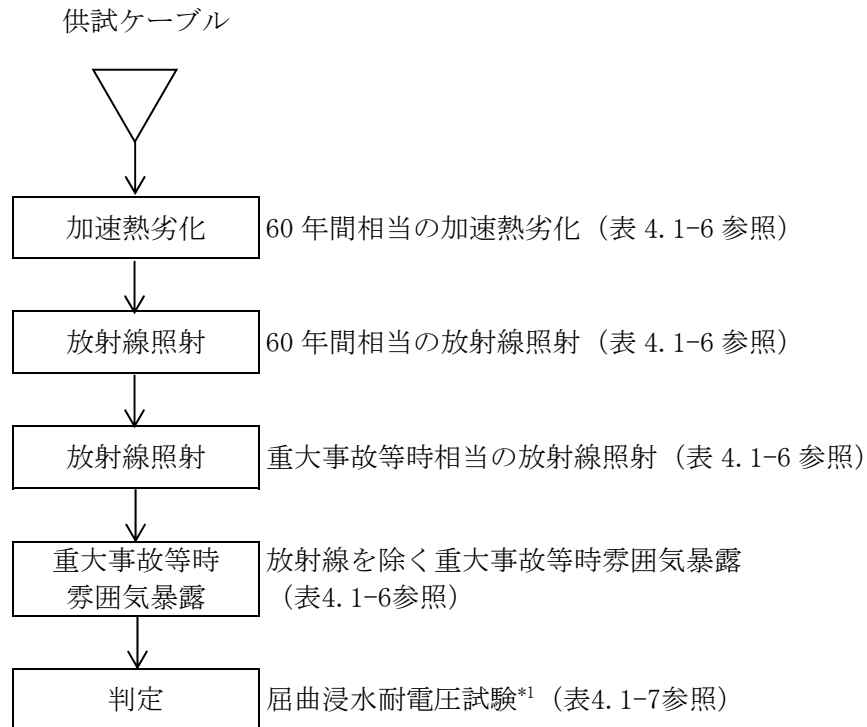 供試ケーブル
加速熱劣化 60 年間相当の加速熱劣化（表 4.1-6 参照）
放射線照射 60 年間相当の放射線照射（表 4.1-6 参照）
放射線照射 重大事故等時相当の放射線照射（表 4.1-6 参照）
重大事故等時 放射線を除く重大事故等時雰囲気暴露
雰囲気暴露 （表4.1-6参照）
判定 屈曲浸水耐電圧試験*1（表4.1-7参照）